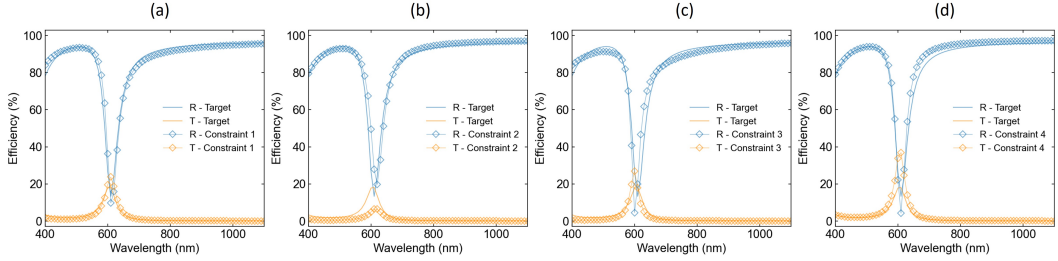 (a)
Efficiency (%)
100
80
60
40
20
0
R - Target
T - Target
R - Constraint 1
T - Constraint 1
400
600
800
1000
Wavelength (nm)
(b)
Efficiency (%)
100
80
60
40
20
0
R - Target
T - Target
R - Constraint 2
T - Constraint 2
400
600
800
1000
Wavelength (nm)
(c)
Efficiency (%)
100
80
60
40
20
0
R - Target
T - Target
R - Constraint 3
T - Constraint 3
400
600
800
1000
Wavelength (nm)
(d)
Efficiency (%)
100
80
60
40
20
0
R - Target
T - Target
R - Constraint 4
T - Constraint 4
400
600
800
1000
Wavelength (nm)